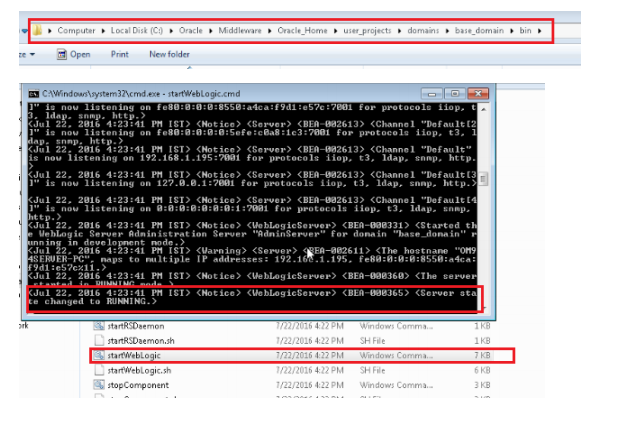 Computer ▸ Local Disk (C:) ▸ Oracle ▸ Middleware ▸ Oracle_Home ▸ user_projects ▸ domains ▸ base_domain ▸ bin ▸
ze ▾ Open Print New folder
C:\Windows\system32\cmd.exe - startWebLogic.cmd
]" is now listening on fe80:0:0:0:8550:a4ca:f9d1:e57c:7001 for protocols iiop, t
3, ldap, snmp, http.>
<Jul 22, 2016 4:23:41 PM IST> <Notice> <Server> <BEA-002613> <Channel "Default[2
]" is now listening on fe80:0:0:0:0:5efe:c0a8:1c3:7001 for protocols iiop, t3, l
dap, snmp, http.>
<Jul 22, 2016 4:23:41 PM IST> <Notice> <Server> <BEA-002613> <Channel "Default"
is now listening on 192.168.1.195:7001 for protocols iiop, t3, ldap, snmp, http.
>
<Jul 22, 2016 4:23:41 PM IST> <Notice> <Server> <BEA-002613> <Channel "Default[3
]" is now listening on 127.0.0.1:7001 for protocols iiop, t3, ldap, snmp, http.>
<Jul 22, 2016 4:23:41 PM IST> <Notice> <Server> <BEA-002613> <Channel "Default[4
]" is now listening on 0:0:0:0:0:0:0:1:7001 for protocols iiop, t3, ldap, snmp,
http.>
<Jul 22, 2016 4:23:41 PM IST> <Notice> <WebLogicServer> <BEA-000331> <Started th
e WebLogic Server Administration Server "AdminServer" for domain "base_domain" r
unning in development mode.>
<Jul 22, 2016 4:23:41 PM IST> <Warning> <Server> <BEA-002611> <The hostname "OM9
4SERVER-PC", maps to multiple IP addresses: 192.168.1.195, fe80:0:0:0:8550:a4ca:
f9d1:e57c%11.>
<Jul 22, 2016 4:23:41 PM IST> <Notice> <WebLogicServer> <BEA-000360> <The server
started in RUNNING mode.>
<Jul 22, 2016 4:23:41 PM IST> <Notice> <WebLogicServer> <BEA-000365> <Server sta
te changed to RUNNING.>
ork startRSDaemon 7/22/2016 4:22 PM Windows Comma... 1 KB
startRSDaemon.sh 7/22/2016 4:22 PM SH File 1 KB
startWebLogic 7/22/2016 4:22 PM Windows Comma... 7 KB
startWebLogic.sh 7/22/2016 4:22 PM SH File 6 KB
stopComponent 7/22/2016 4:22 PM Windows Comma... 3 KB